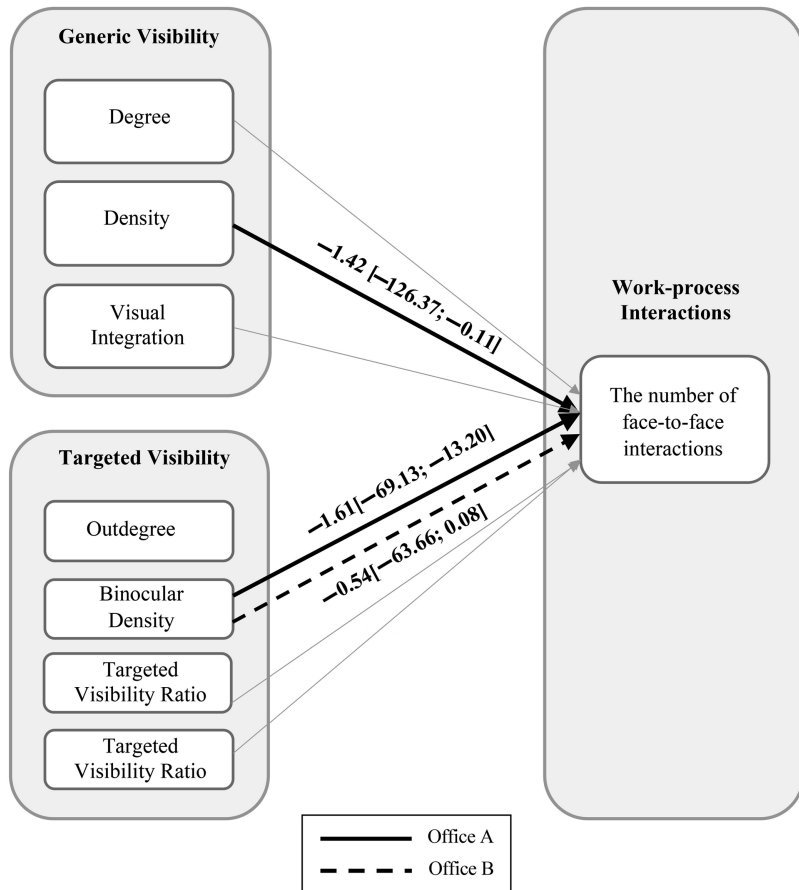 Generic Visibility
Degree
Density
Visual
Integration
—1.42 [—126.37; —0.11]
Work-process
Interactions
The number of
face-to-face
interactions
Targeted Visibility
Outdegree
Binocular
Density
Targeted
Visibility Ratio
Targeted
Visibility Ratio
—1.61[—69.13; —13.20]
—0.54[—63.66; 0.08]
Office A
Office B